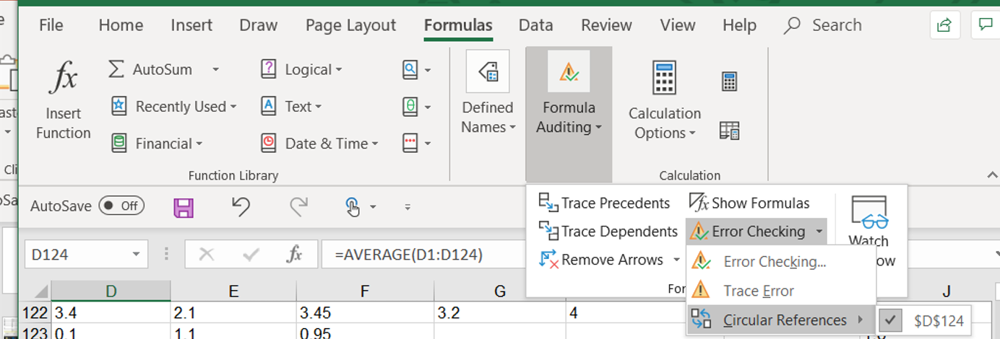 File Home Insert Draw Page Layout Formulas Data Review View Help Search
fx Σ AutoSum ? Logical
Insert Function
Recently Used A Text θ
Financial Date & Time
Defined Names
Formula Auditing
Calculation Options
Function Library Calculation
AutoSave Off
Trace Precedents fx Show Formulas
Trace Dependents Error Checking
Remove Arrows
Watch
ow
For
Error Checking...
Trace Error
Circular References $D$124
D124 fx =AVERAGE(D1:D124)
D E F G J
122 3.4 2.1 3.45 3.2 4
123 0.1 1.1 0.95